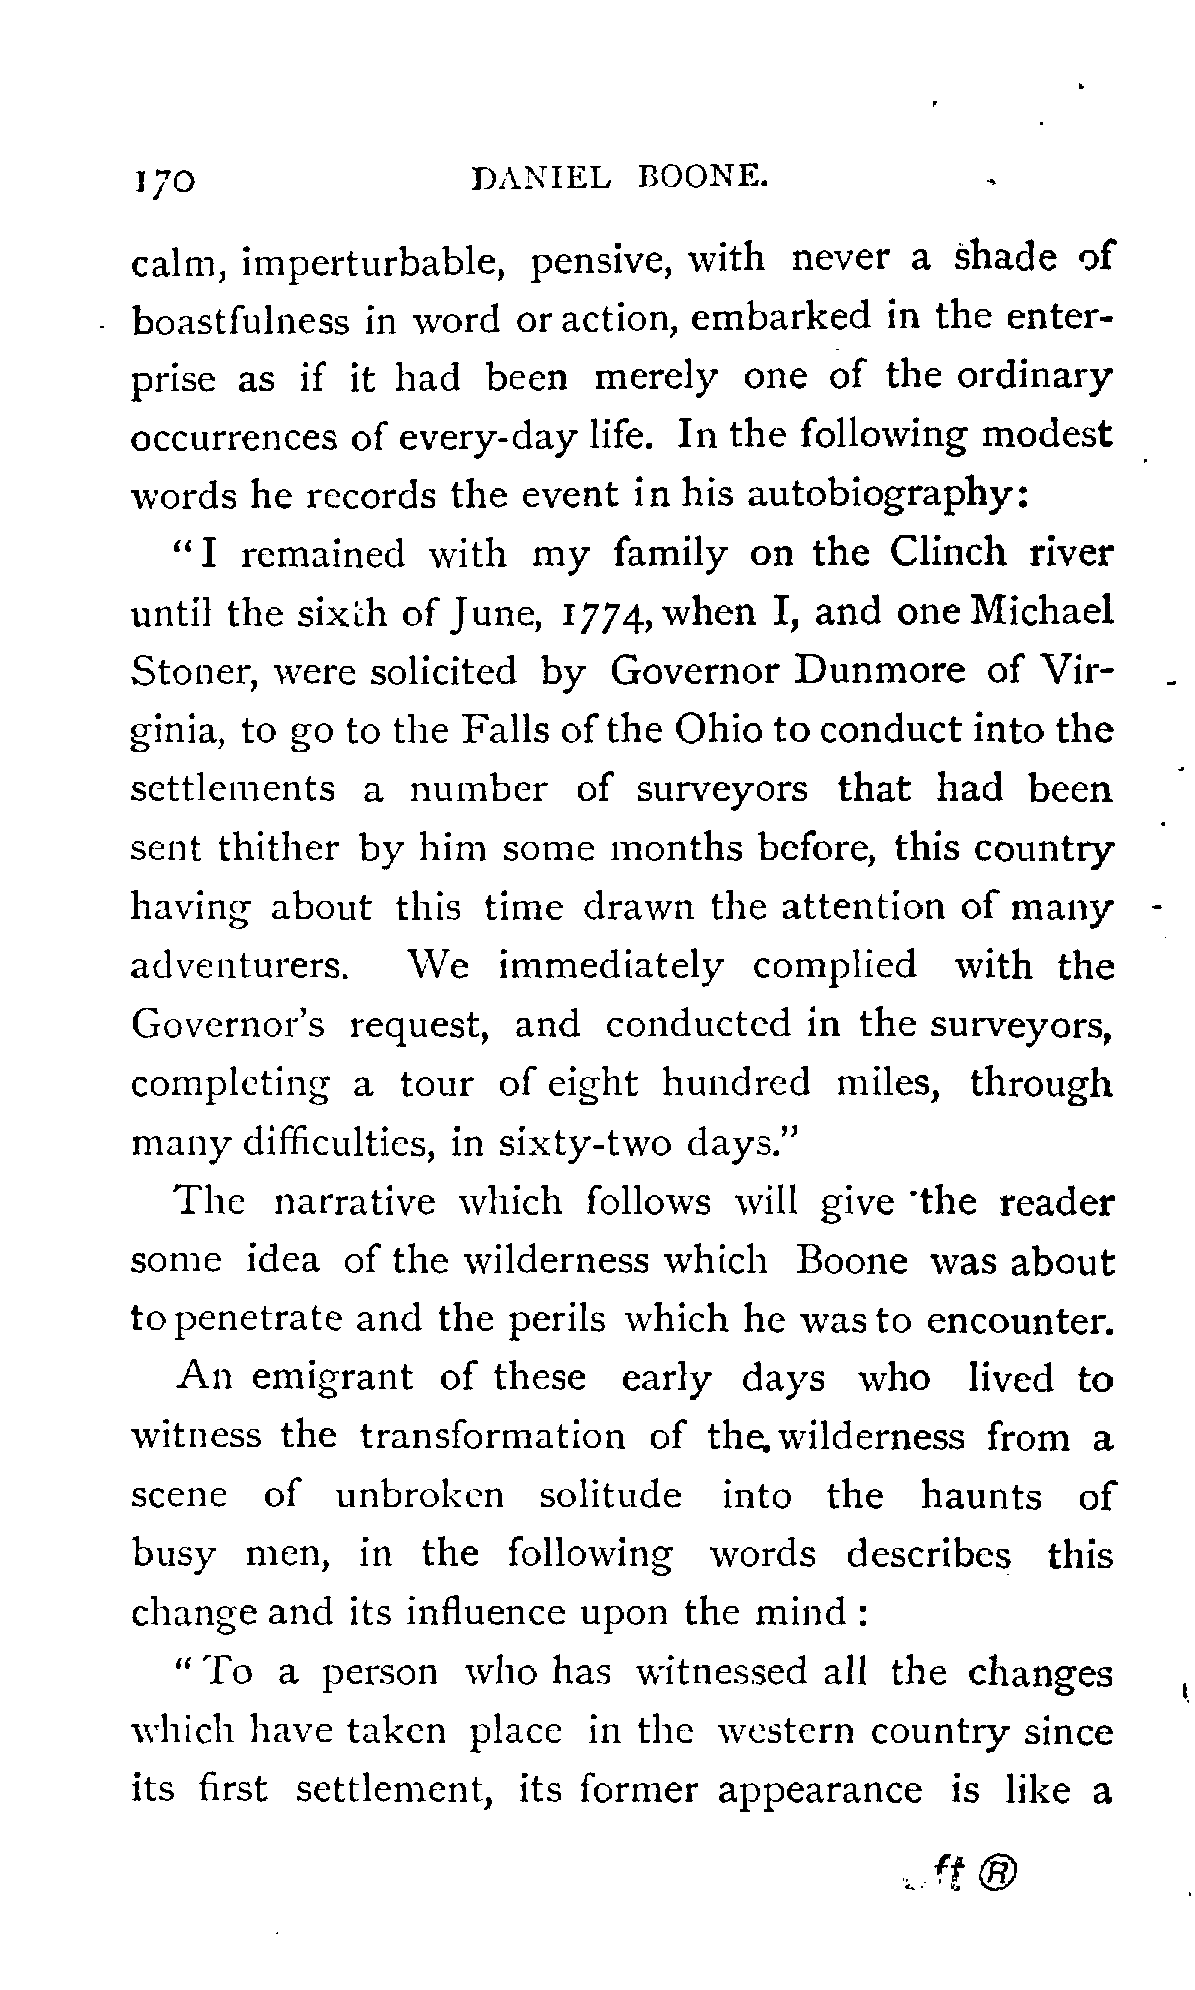 170 DANIEL BOONE.
calm, imperturbable, pensive, with never a shade of
boastfulness in word or action, embarked in the enter-
prise as if it had been merely one of the ordinary
occurrences of every-day life. In the following modest
words he records the event in his autobiography:
“I remained with my family on the Clinch river
until the sixth of June, 1774, when I, and one Michael
Stoner, were solicited by Governor Dunmore of Vir-
ginia, to go to the Falls of the Ohio to conduct into the
settlements a number of surveyors that had been
sent thither by him some months before, this country
having about this time drawn the attention of many
adventurers. We immediately complied with the
Governor's request, and conducted in the surveyors,
completing a tour of eight hundred miles, through
many difficulties, in sixty-two days.”
The narrative which follows will give the reader
some idea of the wilderness which Boone was about
to penetrate and the perils which he was to encounter.
An emigrant of these early days who lived to
witness the transformation of the wilderness from a
scene of unbroken solitude into the haunts of
busy men, in the following words describes this
change and its influence upon the mind :
“To a person who has witnessed all the changes
which have taken place in the western country since
its first settlement, its former appearance is like a
ft ®